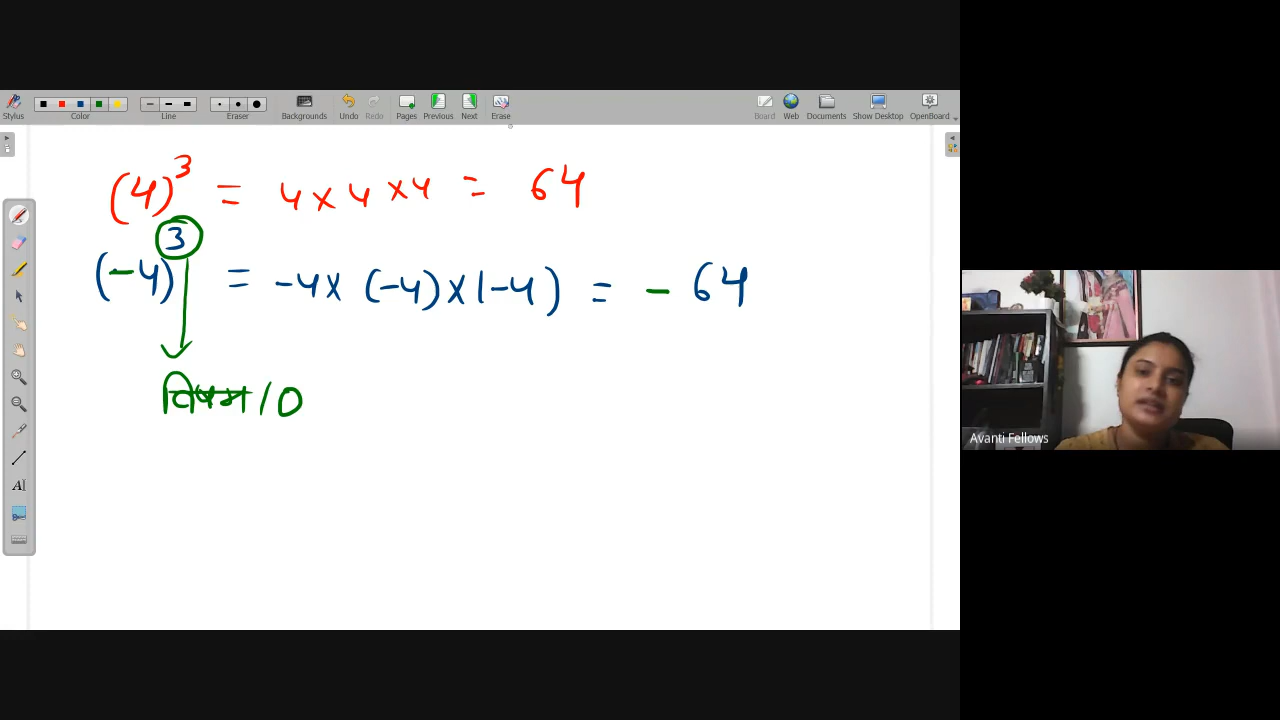 Stylus Color Line Eraser Backgrounds Undo Redo Pages Previous Next Erase Board Web Documents Show Desktop OpenBoard
(4)³ = 4 × 4 × 4 = 64
(-4)³ = -4 × (-4) × (-4) = - 64
विषम / 0
Avanti Fellows